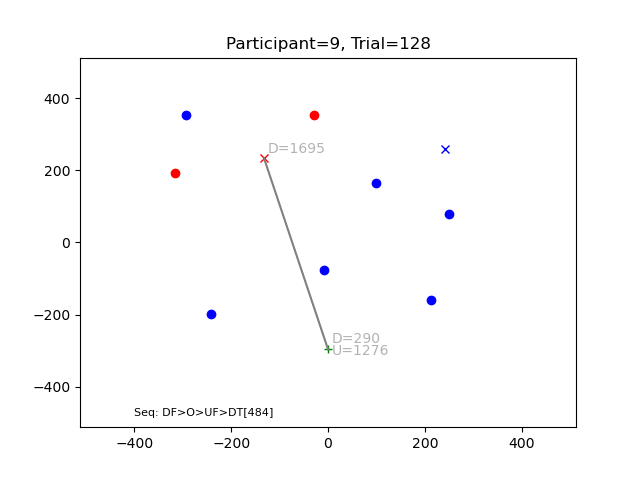 Participant=9, Trial=128
400
200
0
−200
−400
D=1695
D=290
U=1276
Seq: DF>O>UF>DT[484]
−400 −200 0 200 400